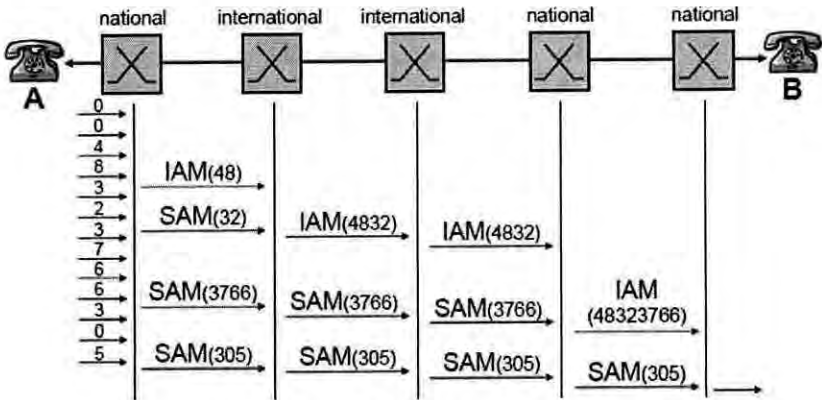 national international international national national
A B
0
0
4
8
IAM(48)
3
2
SAM(32) IAM(4832) IAM(4832)
3
7
6
IAM
6
SAM(3766) SAM(3766) SAM(3766) (48323766)
3
0
5
SAM(305) SAM(305) SAM(305) SAM(305)